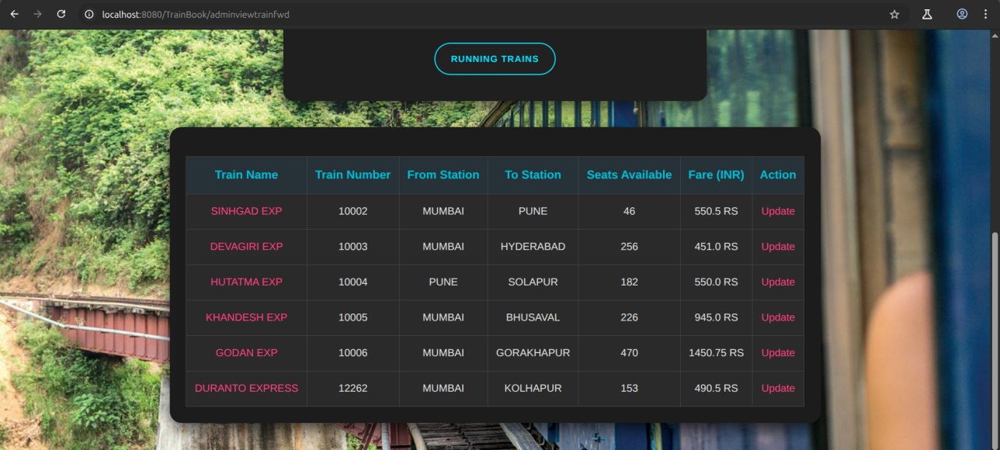 localhost:8080/TrainBook/adminviewtrainfwd
RUNNING TRAINS
Train Name Train Number From Station To Station Seats Available Fare (INR) Action
SINHGAD EXP 10002 MUMBAI PUNE 46 550.5 RS Update
DEVAGIRI EXP 10003 MUMBAI HYDERABAD 256 451.0 RS Update
HUTATMA EXP 10004 PUNE SOLAPUR 182 550.0 RS Update
KHANDESH EXP 10005 MUMBAI BHUSAVAL 226 945.0 RS Update
GODAN EXP 10006 MUMBAI GORAKHAPUR 470 1450.75 RS Update
DURANTO EXPRESS 12262 MUMBAI KOLHAPUR 153 490.5 RS Update